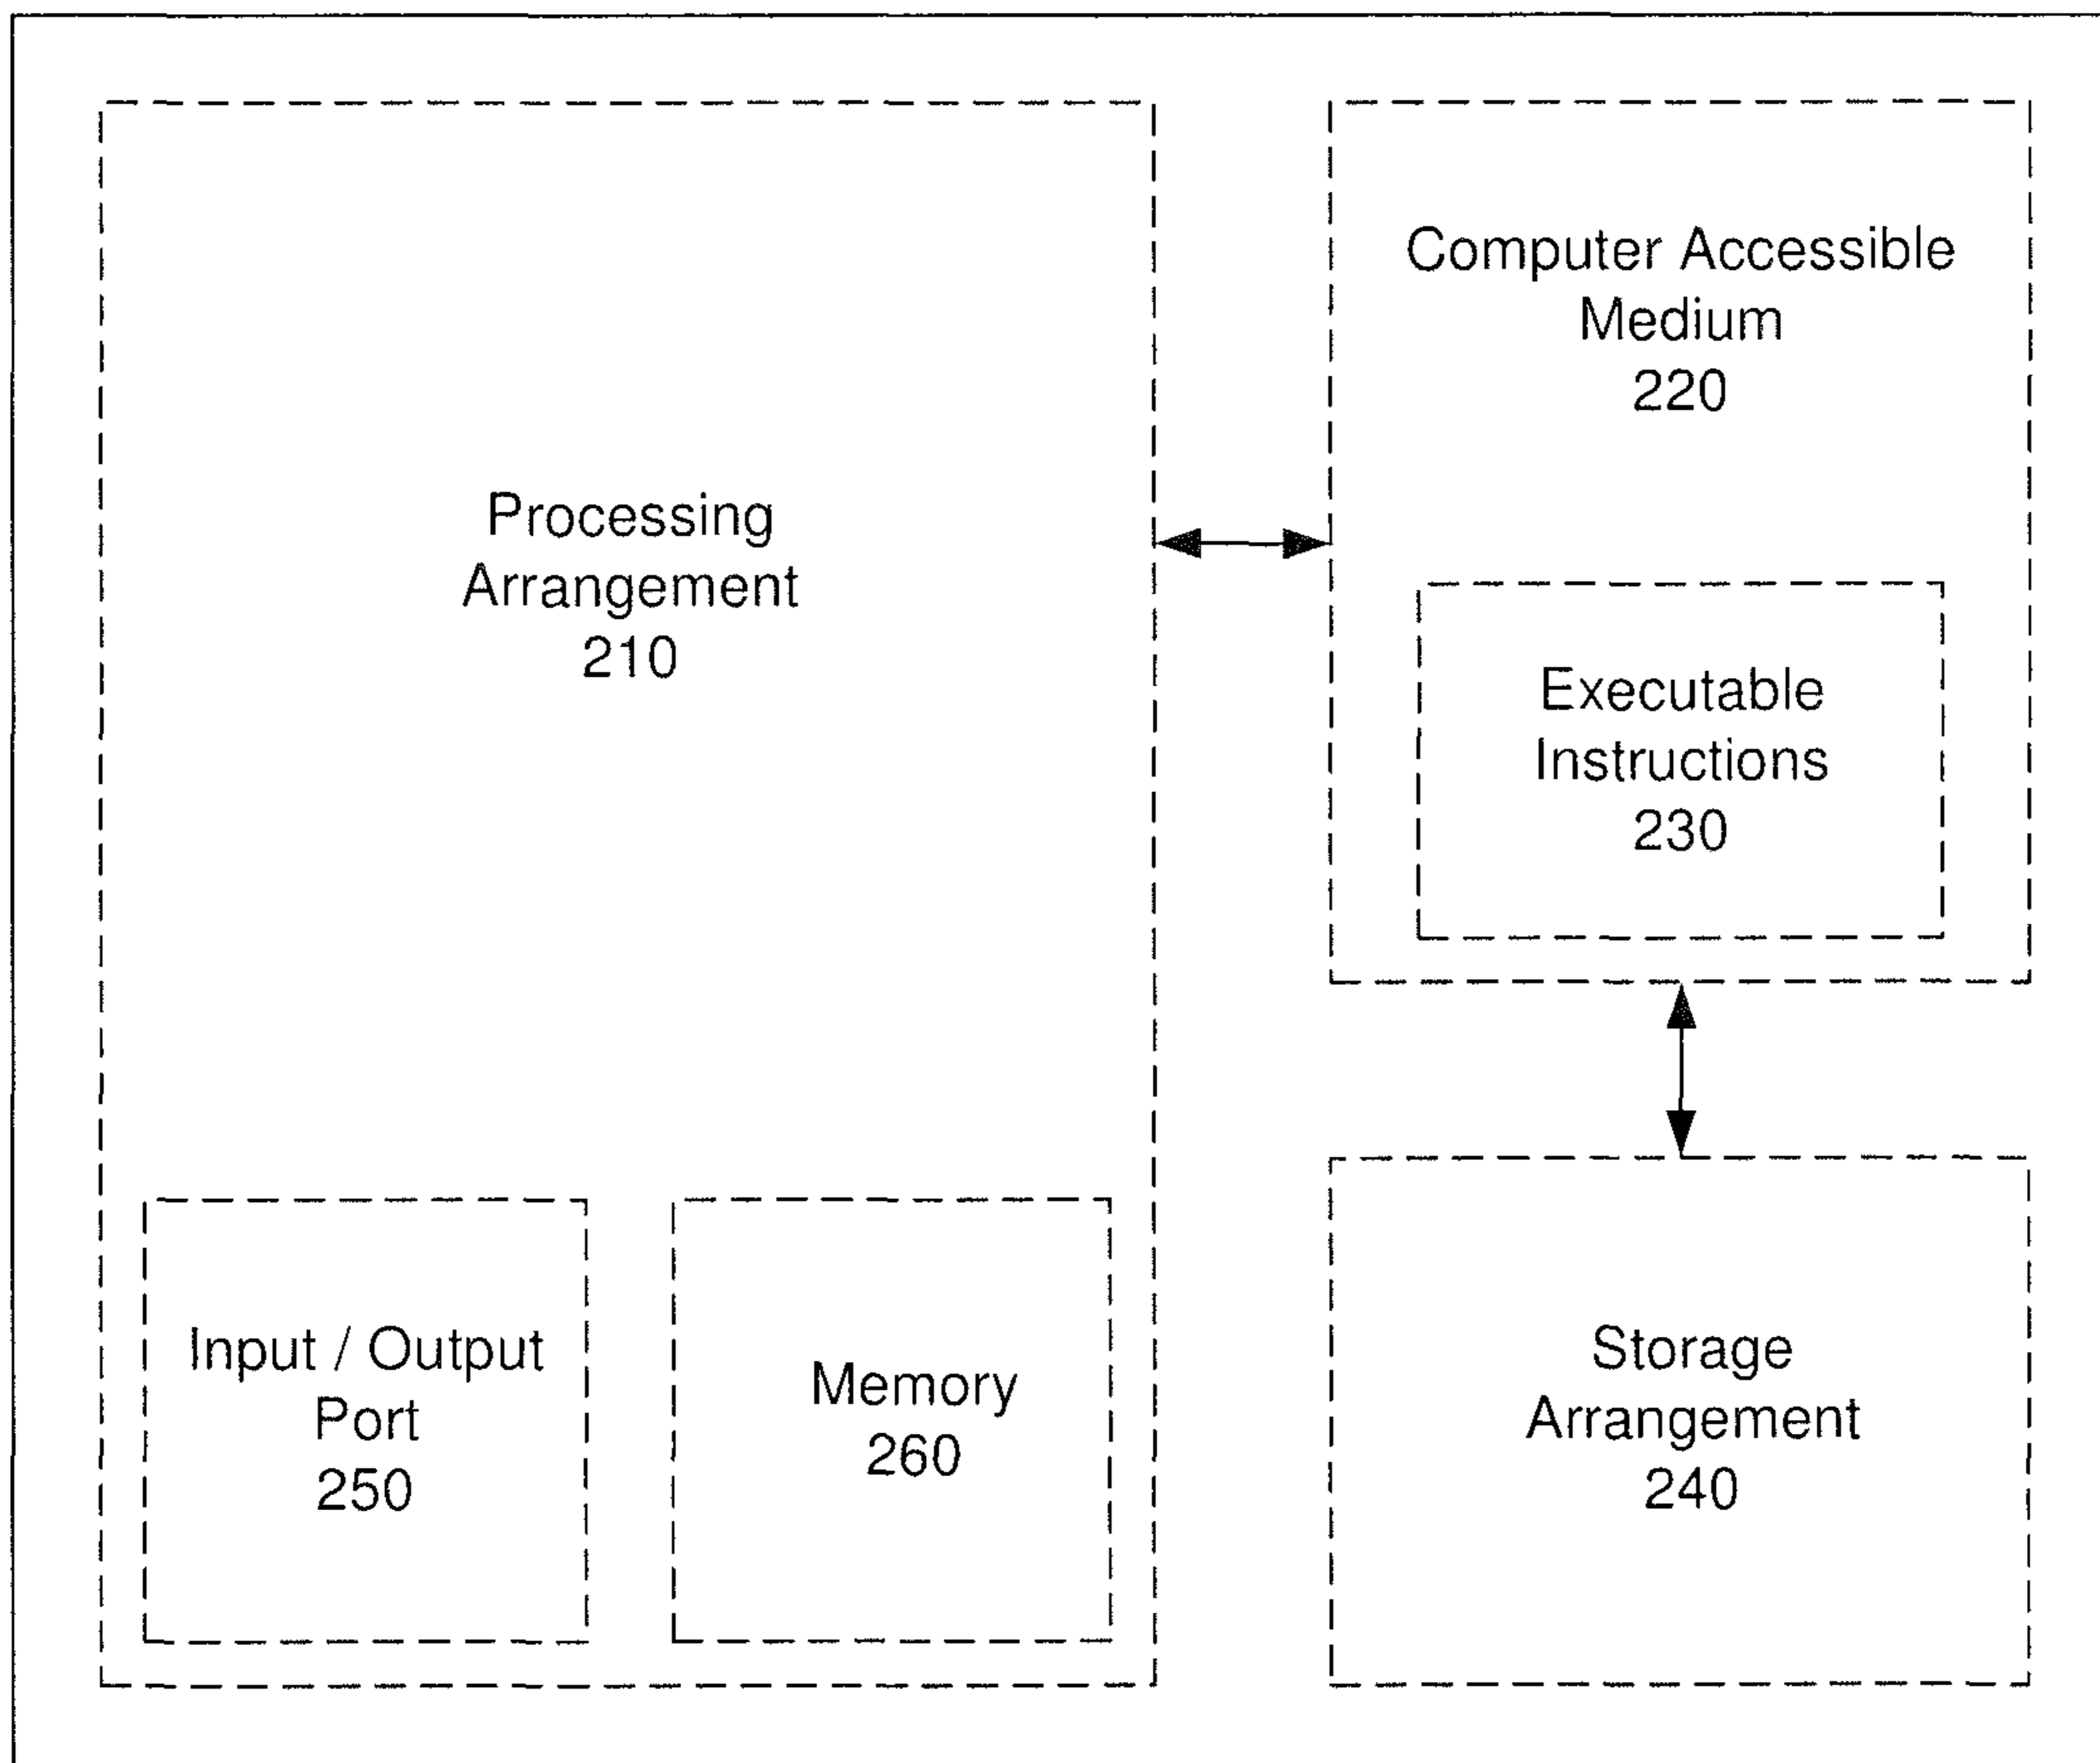 Processing
Arrangement
210
Computer Accessible
Medium
220
Executable
Instructions
230
Input / Output
Port
250
Memory
260
Storage
Arrangement
240